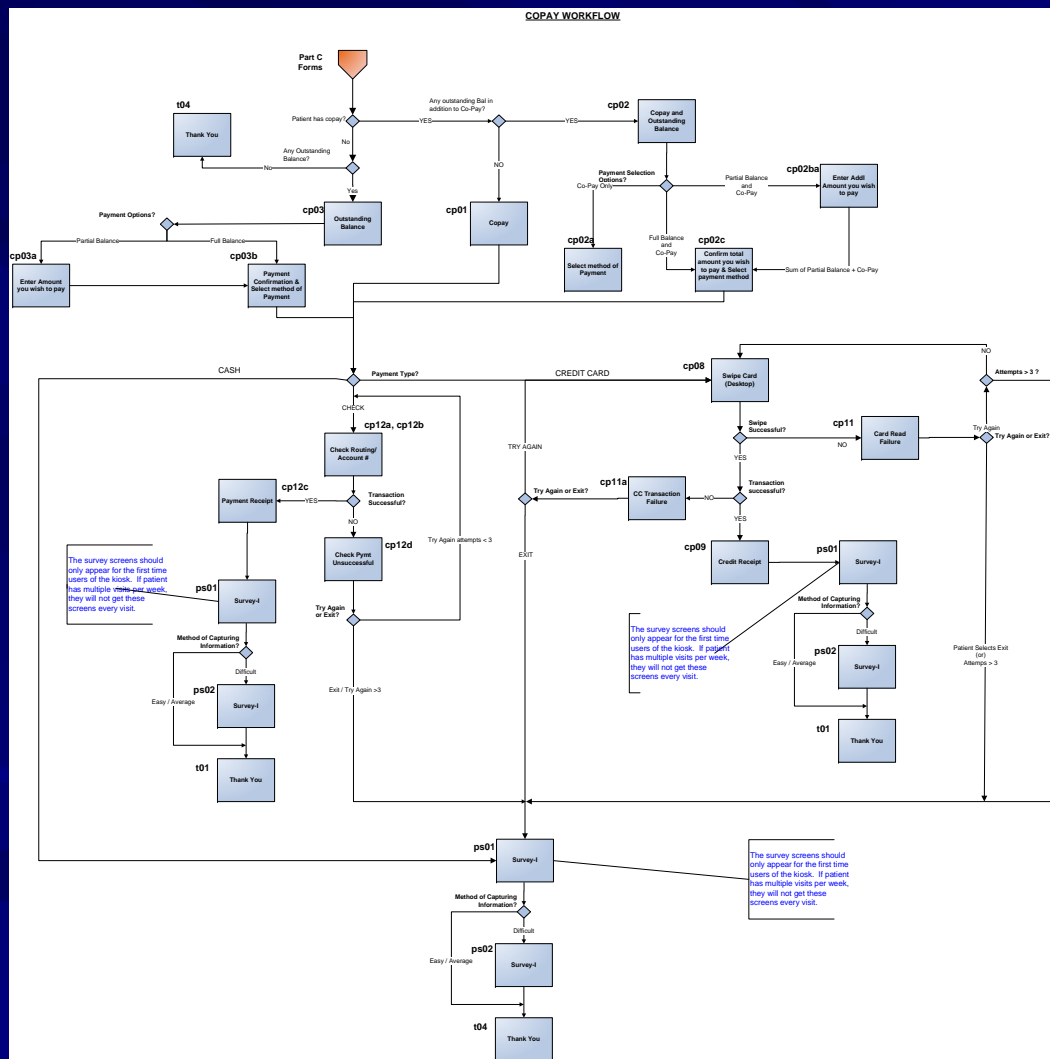 COPAY WORKFLOW
Part C
Forms
t04
Thank You
Patient has copay?
YES
Any outstanding Bal in
addition to Co-Pay?
YES
cp02
Copay and
Outstanding
Balance
No
Any Outstanding
Balance?
No
Yes
NO
Payment Selection
Options?
Co-Pay Only
Partial Balance
and
Co-Pay
cp02ba
Enter Addl
Amount you wish
to pay
Payment Options?
cp03
Outstanding
Balance
cp01
Copay
Partial Balance
Full Balance
cp03a
Enter Amount
you wish to pay
cp03b
Payment
Confirmation &
Select method of
Payment
cp02a
Select method of
Payment
Full Balance
and
Co-Pay
cp02c
Confirm total
amount you wish
to pay & Select
payment method
Sum of Partial Balance + Co-Pay
CASH
Payment Type?
CREDIT CARD
cp08
Swipe Card
(Desktop)
NO
Attempts > 3 ?
CHECK
cp12a, cp12b
Check Routing/
Account #
TRY AGAIN
Swipe
Successful?
NO
cp11
Card Read
Failure
Try Again
Try Again or Exit?
YES
cp12c
Payment Receipt
YES
Transaction
Successful?
Try Again or Exit?
cp11a
CC Transaction
Failure
NO
Transaction
successful?
NO
cp12d
Check Pymt
Unsuccessful
Try Again attempts < 3
EXIT
YES
cp09
Credit Receipt
ps01
Survey-I
The survey screens should
only appear for the first time
users of the kiosk.  If patient
has multiple visits per week,
they will not get these
screens every visit.
ps01
Survey-I
Try Again
or Exit?
The survey screens should
only appear for the first time
users of the kiosk.  If patient
has multiple visits per week,
they will not get these
screens every visit.
Method of Capturing
Information?
Difficult
Easy / Average
ps02
Survey-I
t01
Thank You
Patient Selects Exit
(or)
Attemps > 3
Method of Capturing
Information?
Difficult
Easy / Average
ps02
Survey-I
t01
Thank You
Exit / Try Again >3
ps01
Survey-I
The survey screens should
only appear for the first time
users of the kiosk.  If patient
has multiple visits per week,
they will not get these
screens every visit.
Method of Capturing
Information?
Difficult
Easy / Average
ps02
Survey-I
t04
Thank You